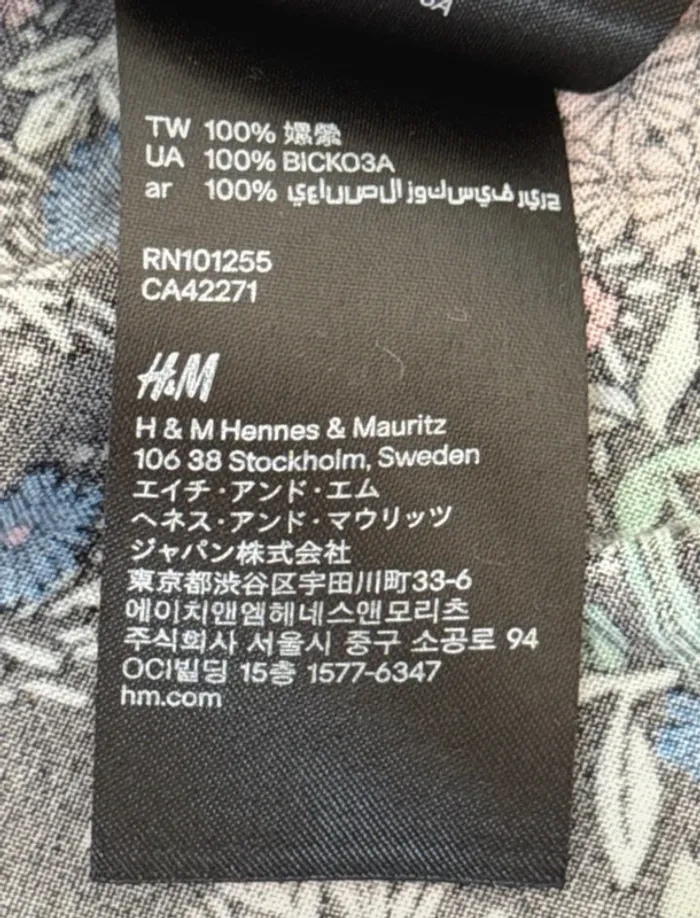 TW 100% 嫘縈
UA 100% ВІСКОЗА
ar 100% حرير فيسكوز الصناعي
RN101255
CA42271
H&M
H & M Hennes & Mauritz
106 38 Stockholm, Sweden
エイチ・アンド・エム
ヘネス・アンド・マウリッツ
ジャパン株式会社
東京都渋谷区宇田川町33-6
에이치앤엠헤네스앤모리츠
주식회사 서울시 중구 소공로 94
OCI빌딩 15층 1577-6347
hm.com